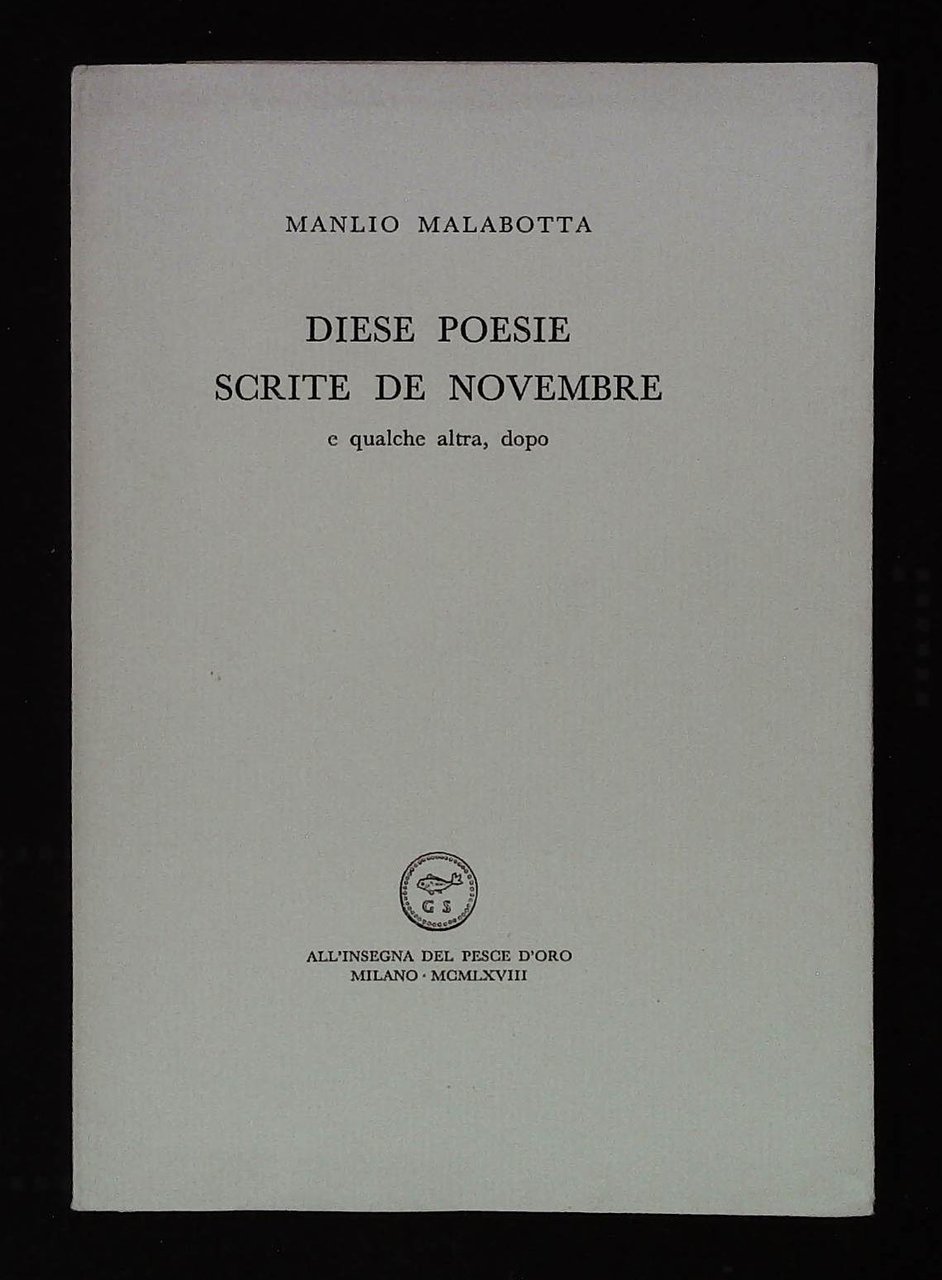 MANLIO MALABOTTA
DIESE POESIE
SCRITE DE NOVEMBRE
e qualche altra, dopo
G S
ALL'INSEGNA DEL PESCE D'ORO
MILANO · MCMLXVIII